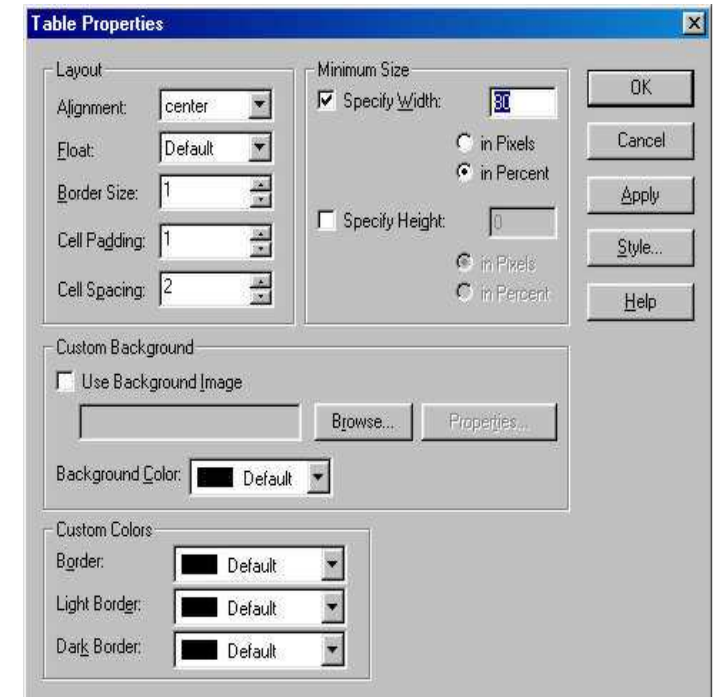 Table Properties
Layout
Alignment: center
Float: Default
Border Size: 1
Cell Padding: 1
Cell Spacing: 2
Minimum Size
Specify Width: 80
in Pixels
in Percent
Specify Height: 0
in Pixels
in Percent
OK
Cancel
Apply
Style...
Help
Custom Background
Use Background Image
Browse... Properties...
Background Color: Default
Custom Colors
Border: Default
Light Border: Default
Dark Border: Default